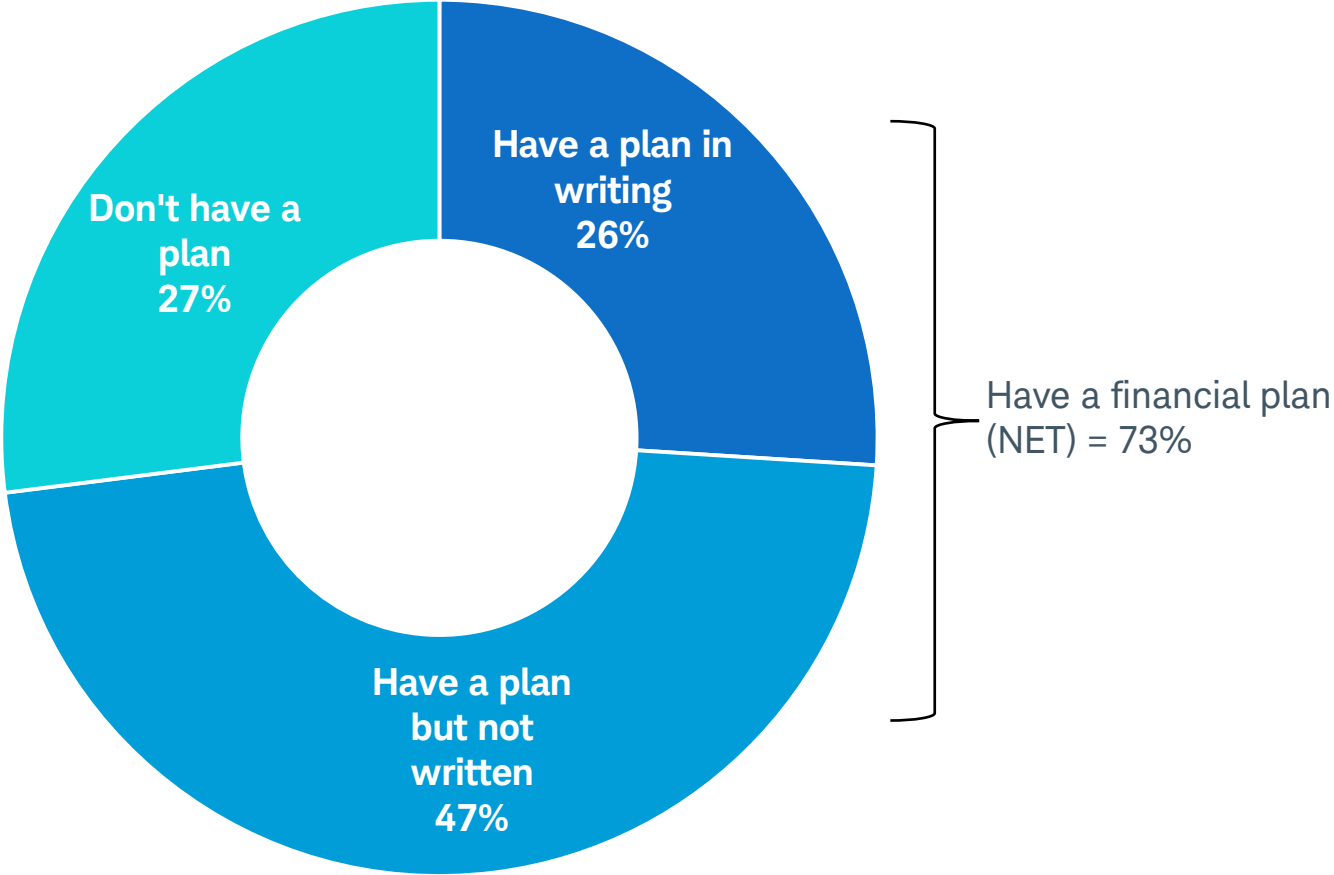 Have a plan in
writing
26%
Don't have a
plan
27%
Have a financial plan
(NET) = 73%
Have a plan
but not
written
47%